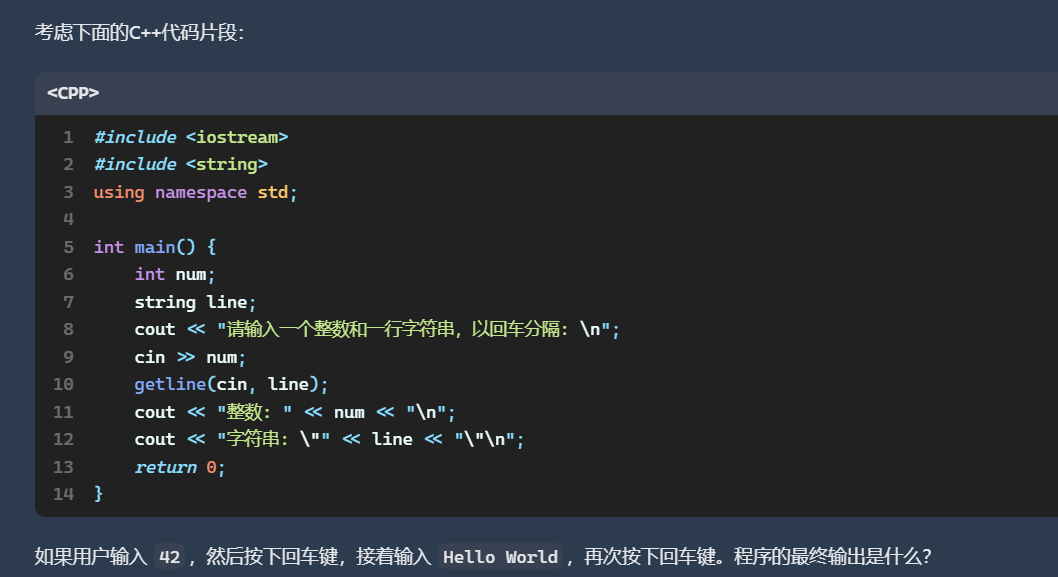 考虑下面的C++代码片段：
<CPP>
1 #include <iostream>
2 #include <string>
3 using namespace std;
4
5 int main() {
6     int num;
7     string line;
8     cout << "请输入一个整数和一行字符串，以回车分隔：\n";
9     cin >> num;
10     getline(cin, line);
11     cout << "整数：" << num << "\n";
12     cout << "字符串：\"" << line << "\"\n";
13     return 0;
14 }
如果用户输入 42 ，然后按下回车键，接着输入 Hello World ，再次按下回车键。程序的最终输出是什么？